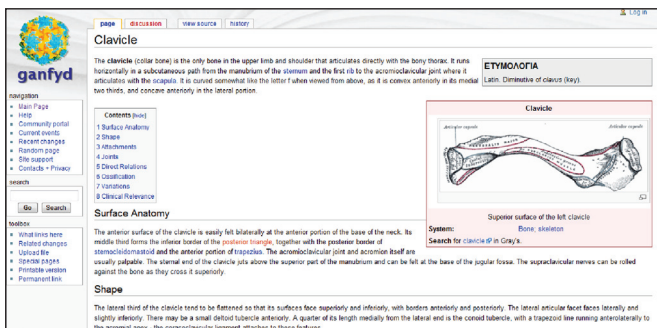 Log in
page
discussion
view source
history
ganfyd
Clavicle
The clavicle (collar bone) is the only bone in the upper limb and shoulder that articulates directly with the bony thorax. It runs
horizontally in a subcutaneous path from the manubrium of the sternum and the first rib to the acromioclavicular joint where it
articulates with the scapula. It is curved somewhat like the letter f when viewed from above, as it is convex anteriorly in its medial
two thirds, and concave anteriorly in the lateral portion.
ΕΤΥΜΟΛΟΓΙΑ
Latin. Diminutive of clavus (key).
navigation
Main Page
Help
Community portal
Current events
Recent changes
Random page
Site support
Contacts + Privacy
search
Go
Search
toolbox
What links here
Related changes
Upload file
Special pages
Printable version
Permanent link
Contents [hide]
1 Surface Anatomy
2 Shape
3 Attachments
4 Joints
5 Direct Relations
6 Ossification
7 Variations
8 Clinical Relevance
Clavicle
Articular capsule
Articular capsule
Superior surface of the left clavicle
System: Bone, skeleton
Search for clavicle in Gray's.
Surface Anatomy
The anterior surface of the clavicle is easily felt bilaterally at the anterior portion of the base of the neck. Its
middle third forms the inferior border of the posterior triangle, together with the posterior border of
sternocleidomastoid and the anterior portion of trapezius. The acromioclavicular joint and acromion itself are
usually palpable. The sternal end of the clavicle juts above the superior part of the manubrium and can be felt at the base of the jugular fossa. The supraclavicular nerves can be rolled
against the bone as they cross it superiorly.
Shape
The lateral third of the clavicle tend to be flattened so that its surfaces face superiorly and inferiorly, with borders anteriorly and posteriorly. The lateral articular facet faces laterally and
slightly inferiorly. There may be a small deltoid tubercle anteriorly. A quarter of its length medially from the lateral end is the conoid tubercle, with a trapezoid line running anterolaterally to